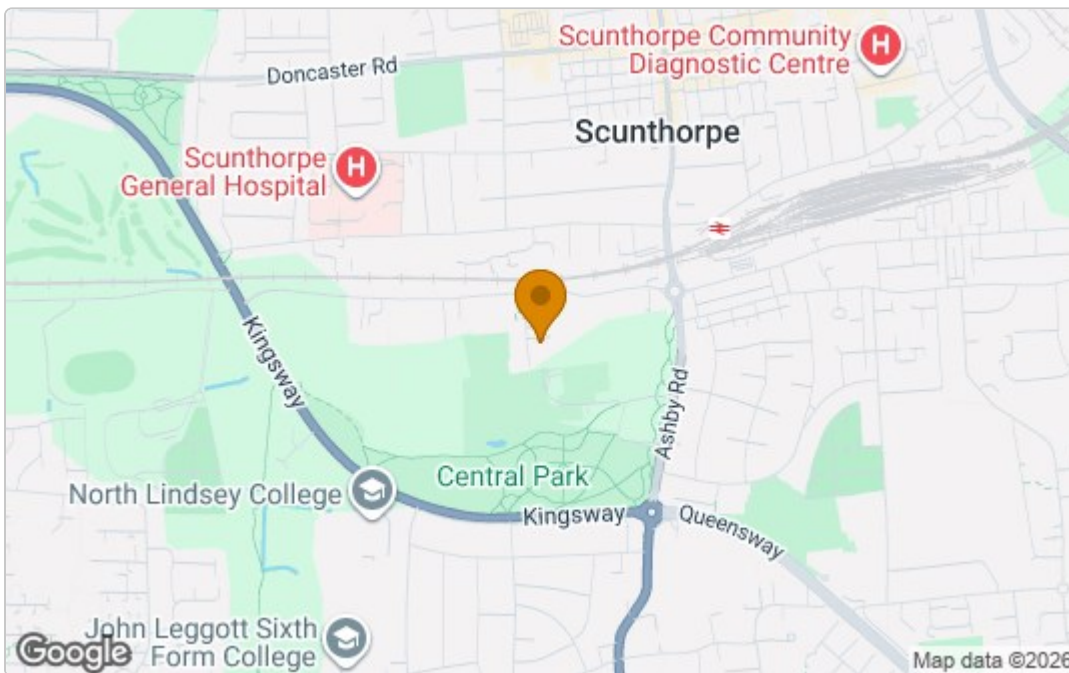 Scunthorpe Community
Diagnostic Centre
H
Doncaster Rd
Scunthorpe
Scunthorpe
General Hospital
H
Kingsway
Ashby Rd
Central Park
North Lindsey College
Kingsway
Queensway
John Leggott Sixth
Form College
Google
Map data ©2026